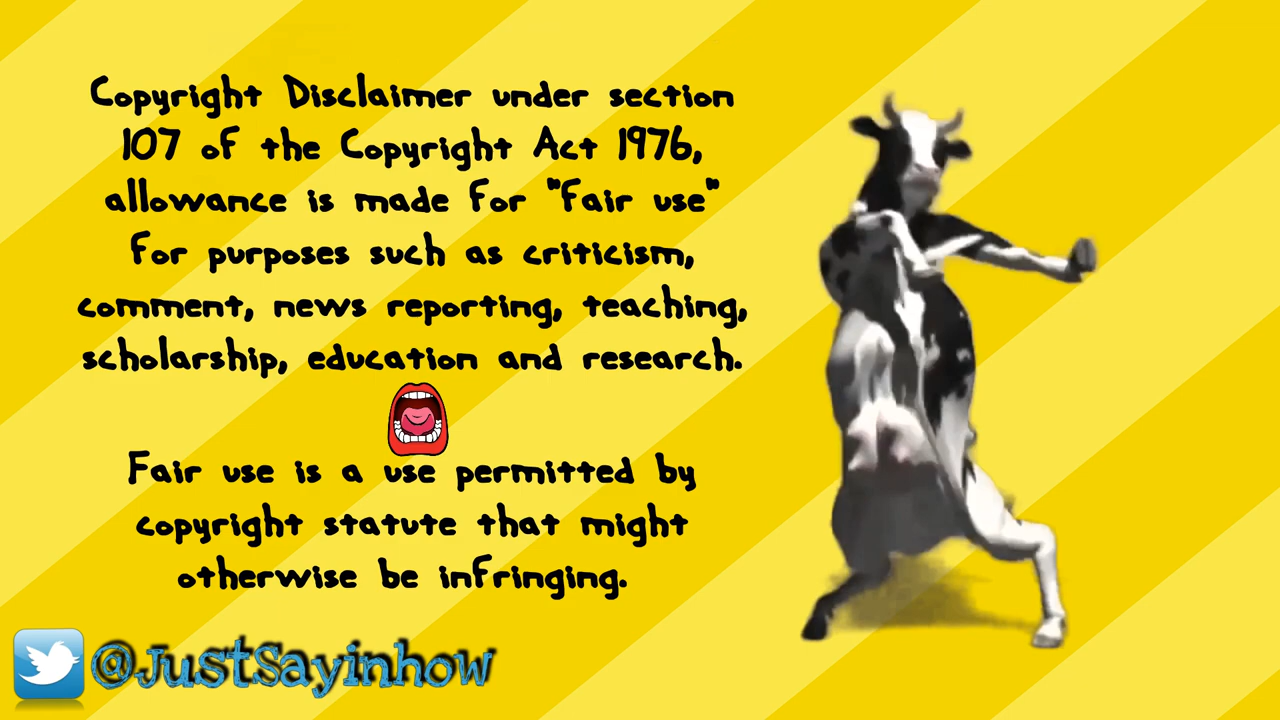 Copyright Disclaimer under section
107 of the Copyright Act 1976,
allowance is made for "Fair use"
for purposes such as criticism,
comment, news reporting, teaching,
scholarship, education and research.
Fair use is a use permitted by
copyright statute that might
otherwise be infringing.
@JustSayinhow